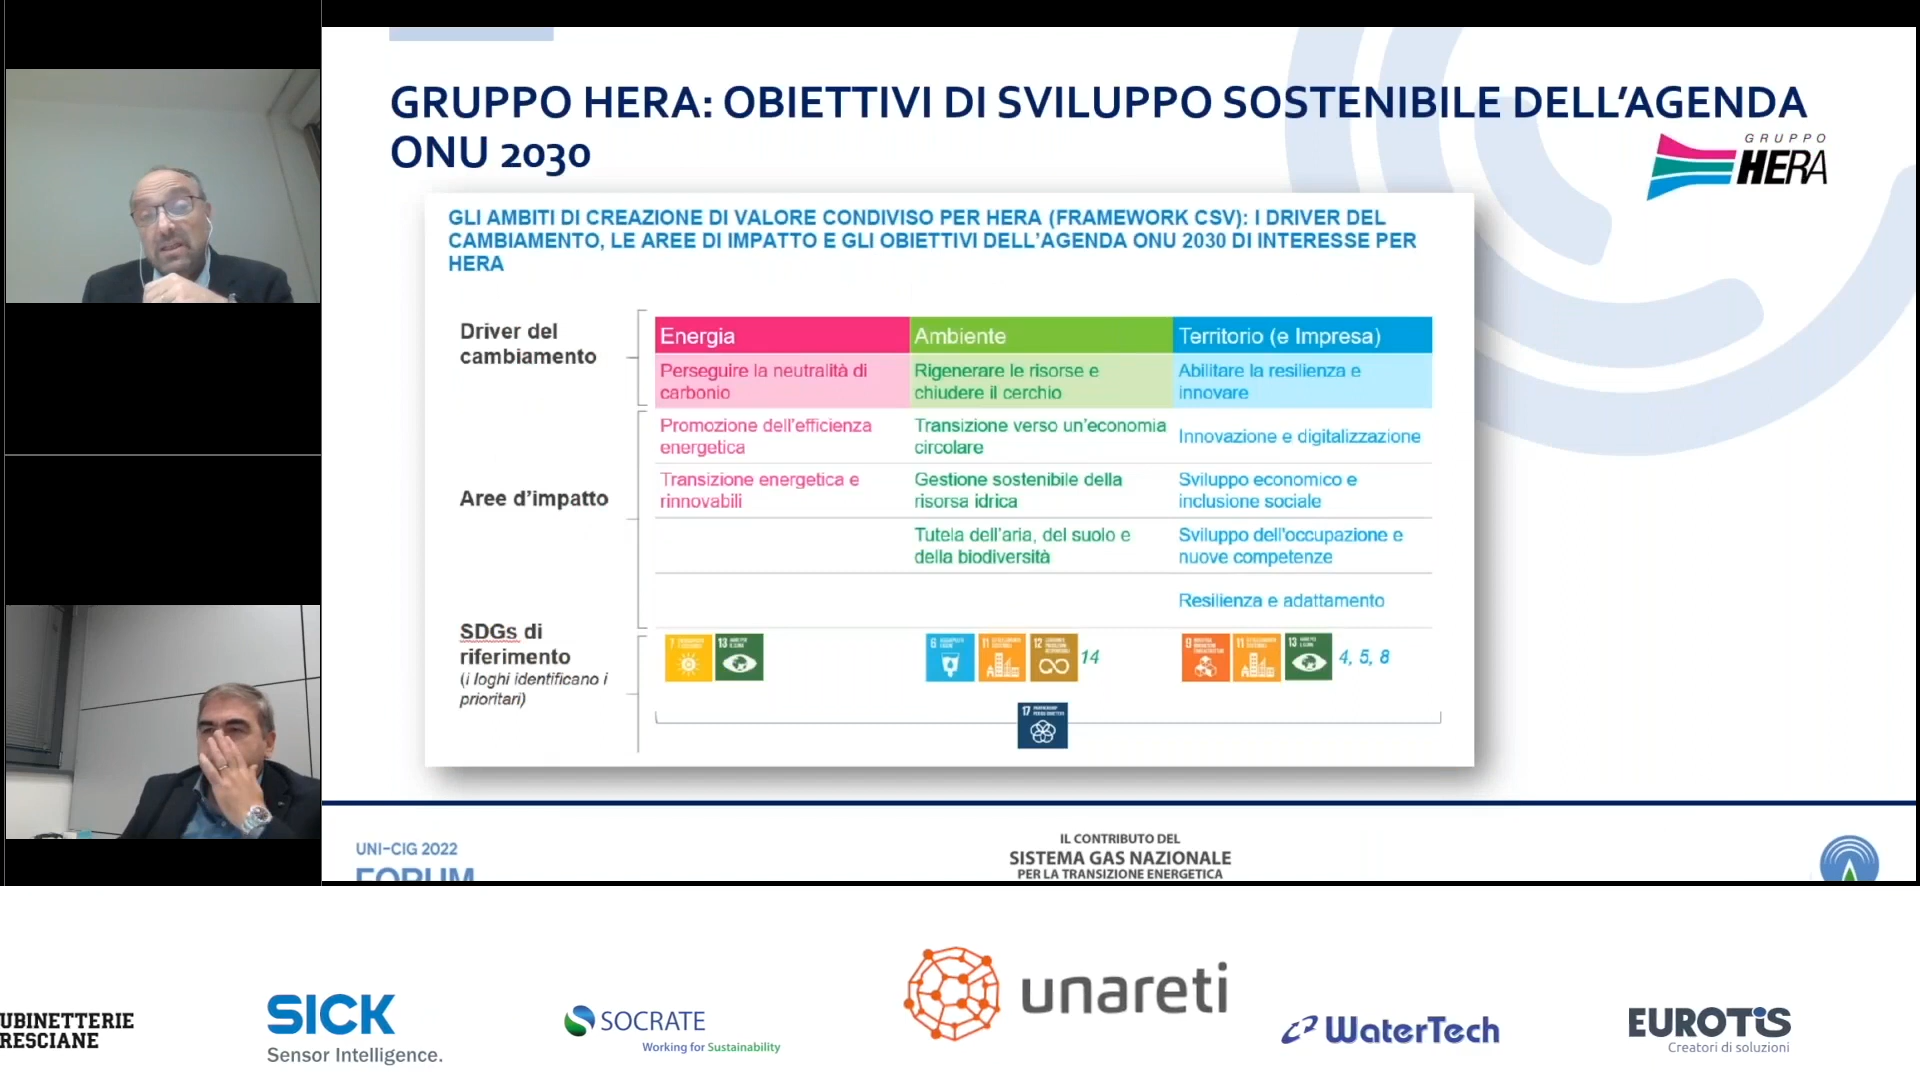 GRUPPO HERA: OBIETTIVI DI SVILUPPO SOSTENIBILE DELL'AGENDA
ONU 2030
GRUPPO
HERA
GLI AMBITI DI CREAZIONE DI VALORE CONDIVISO PER HERA (FRAMEWORK CSV): I DRIVER DEL
CAMBIAMENTO, LE AREE DI IMPATTO E GLI OBIETTIVI DELL'AGENDA ONU 2030 DI INTERESSE PER
HERA
Driver del
cambiamento
Energia
Ambiente
Territorio (e Impresa)
Perseguire la neutralità di
carbonio
Rigenerare le risorse e
chiudere il cerchio
Abilitare la resilienza e
innovare
Aree d'impatto
Promozione dell'efficienza
energetica
Transizione verso un'economia
circolare
Innovazione e digitalizzazione
Transizione energetica e
rinnovabili
Gestione sostenibile della
risorsa idrica
Sviluppo economico e
inclusione sociale
Tutela dell'aria, del suolo e
della biodiversità
Sviluppo dell'occupazione e
nuove competenze
Resilienza e adattamento
SDGs di
riferimento
(i loghi identificano i
prioritari)
7
13
6
11
12
14
9
11
13
4, 5, 8
17
UNI-CIG 2022
FORUM
IL CONTRIBUTO DEL
SISTEMA GAS NAZIONALE
PER LA TRANSIZIONE ENERGETICA
UBINETTERIE
RESCIANE
SICK
Sensor Intelligence.
SOCRATE
Working for Sustainability
unareti
WaterTech
EUROTIS
Creatori di soluzioni